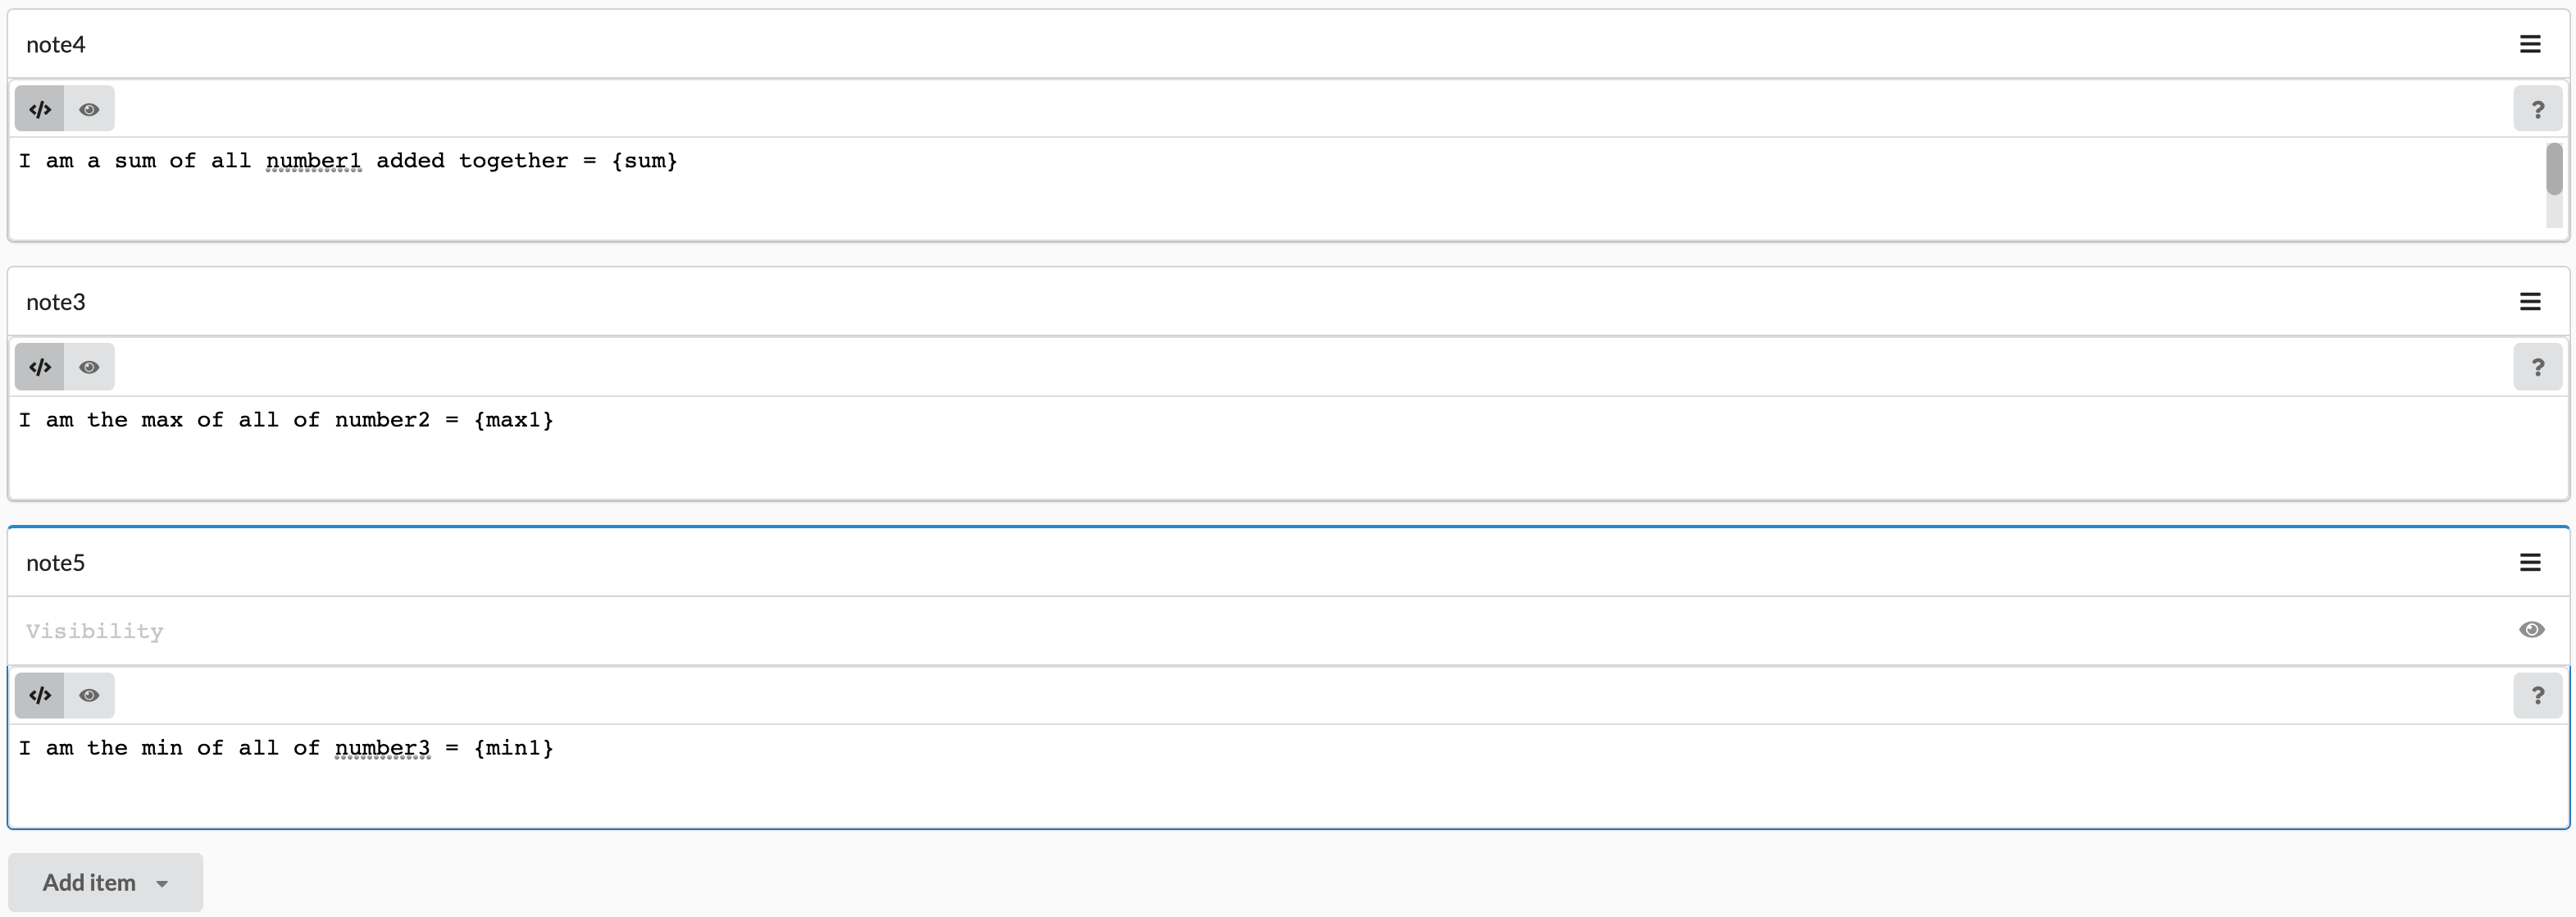 note4
</>
?
I am a sum of all number1 added together = {sum}
note3
</>
?
I am the max of all of number2 = {max1}
note5
Visibility
</>
?
I am the min of all of number3 = {min1}
Add item